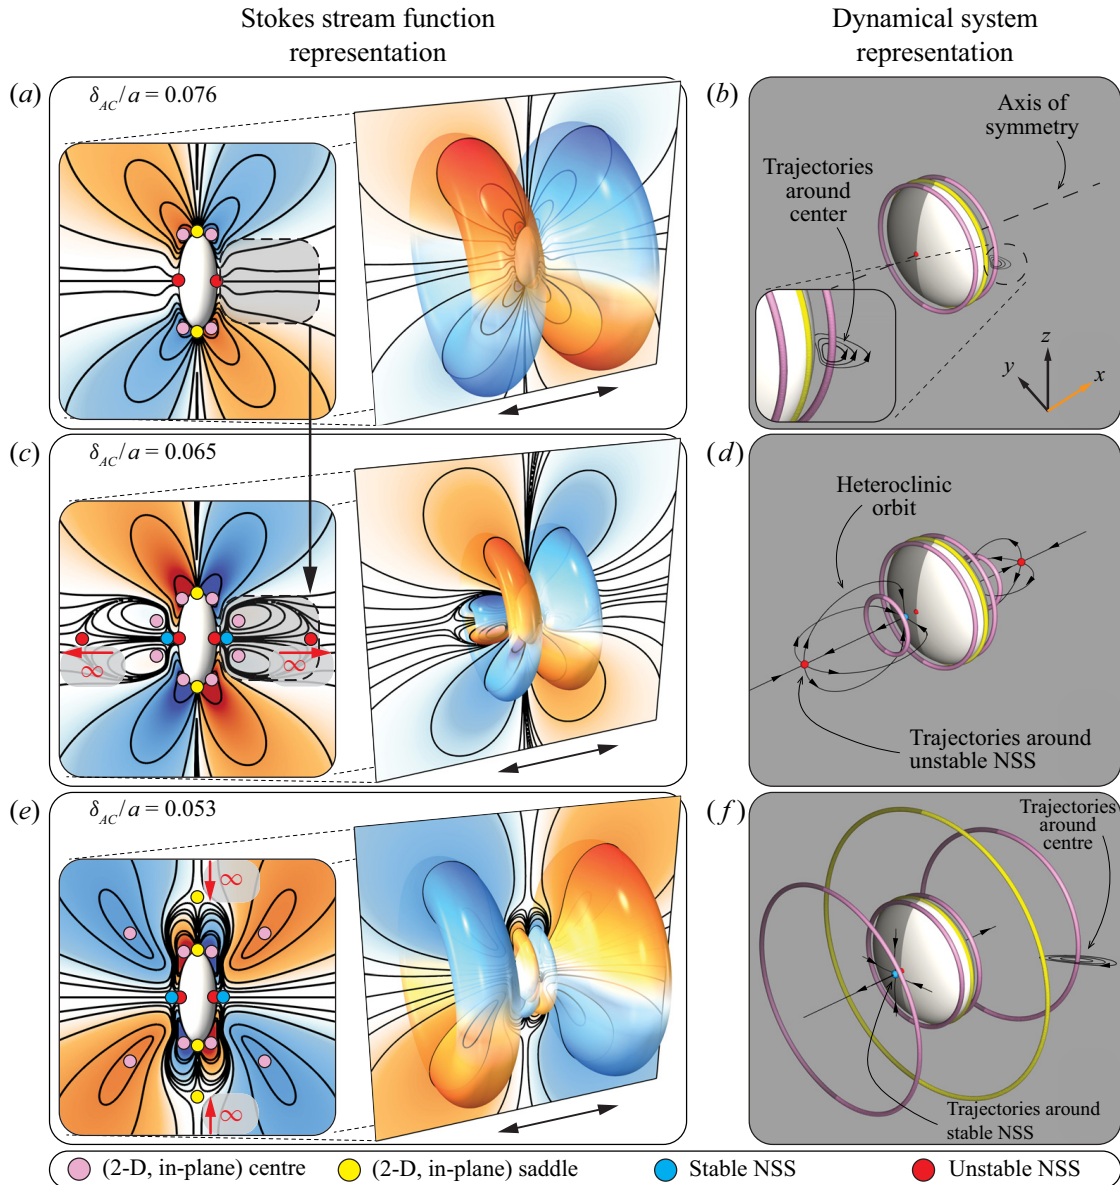 Stokes stream function
representation
Dynamical system
representation
(a)
δAC/a = 0.076
(b)
Axis of
symmetry
Trajectories
around
center
z
y
x
(c)
δAC/a = 0.065
∞
∞
(d)
Heteroclinic
orbit
Trajectories around
unstable NSS
(e)
δAC/a = 0.053
∞
∞
(f)
Trajectories
around
centre
Trajectories around
stable NSS
(2-D, in-plane) centre
(2-D, in-plane) saddle
Stable NSS
Unstable NSS